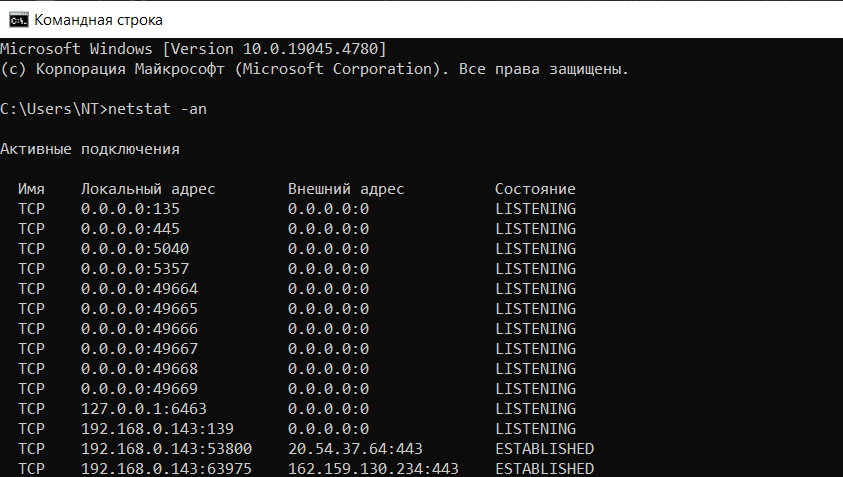 Командная строка
Microsoft Windows [Version 10.0.19045.4780]
(c) Корпорация Майкрософт (Microsoft Corporation). Все права защищены.
C:\Users\NT>netstat -an
Активные подключения
Имя Локальный адрес Внешний адрес Состояние
TCP 0.0.0.0:135 0.0.0.0:0 LISTENING
TCP 0.0.0.0:445 0.0.0.0:0 LISTENING
TCP 0.0.0.0:5040 0.0.0.0:0 LISTENING
TCP 0.0.0.0:5357 0.0.0.0:0 LISTENING
TCP 0.0.0.0:49664 0.0.0.0:0 LISTENING
TCP 0.0.0.0:49665 0.0.0.0:0 LISTENING
TCP 0.0.0.0:49666 0.0.0.0:0 LISTENING
TCP 0.0.0.0:49667 0.0.0.0:0 LISTENING
TCP 0.0.0.0:49668 0.0.0.0:0 LISTENING
TCP 0.0.0.0:49669 0.0.0.0:0 LISTENING
TCP 127.0.0.1:6463 0.0.0.0:0 LISTENING
TCP 192.168.0.143:139 0.0.0.0:0 LISTENING
TCP 192.168.0.143:53800 20.54.37.64:443 ESTABLISHED
TCP 192.168.0.143:63975 162.159.130.234:443 ESTABLISHED